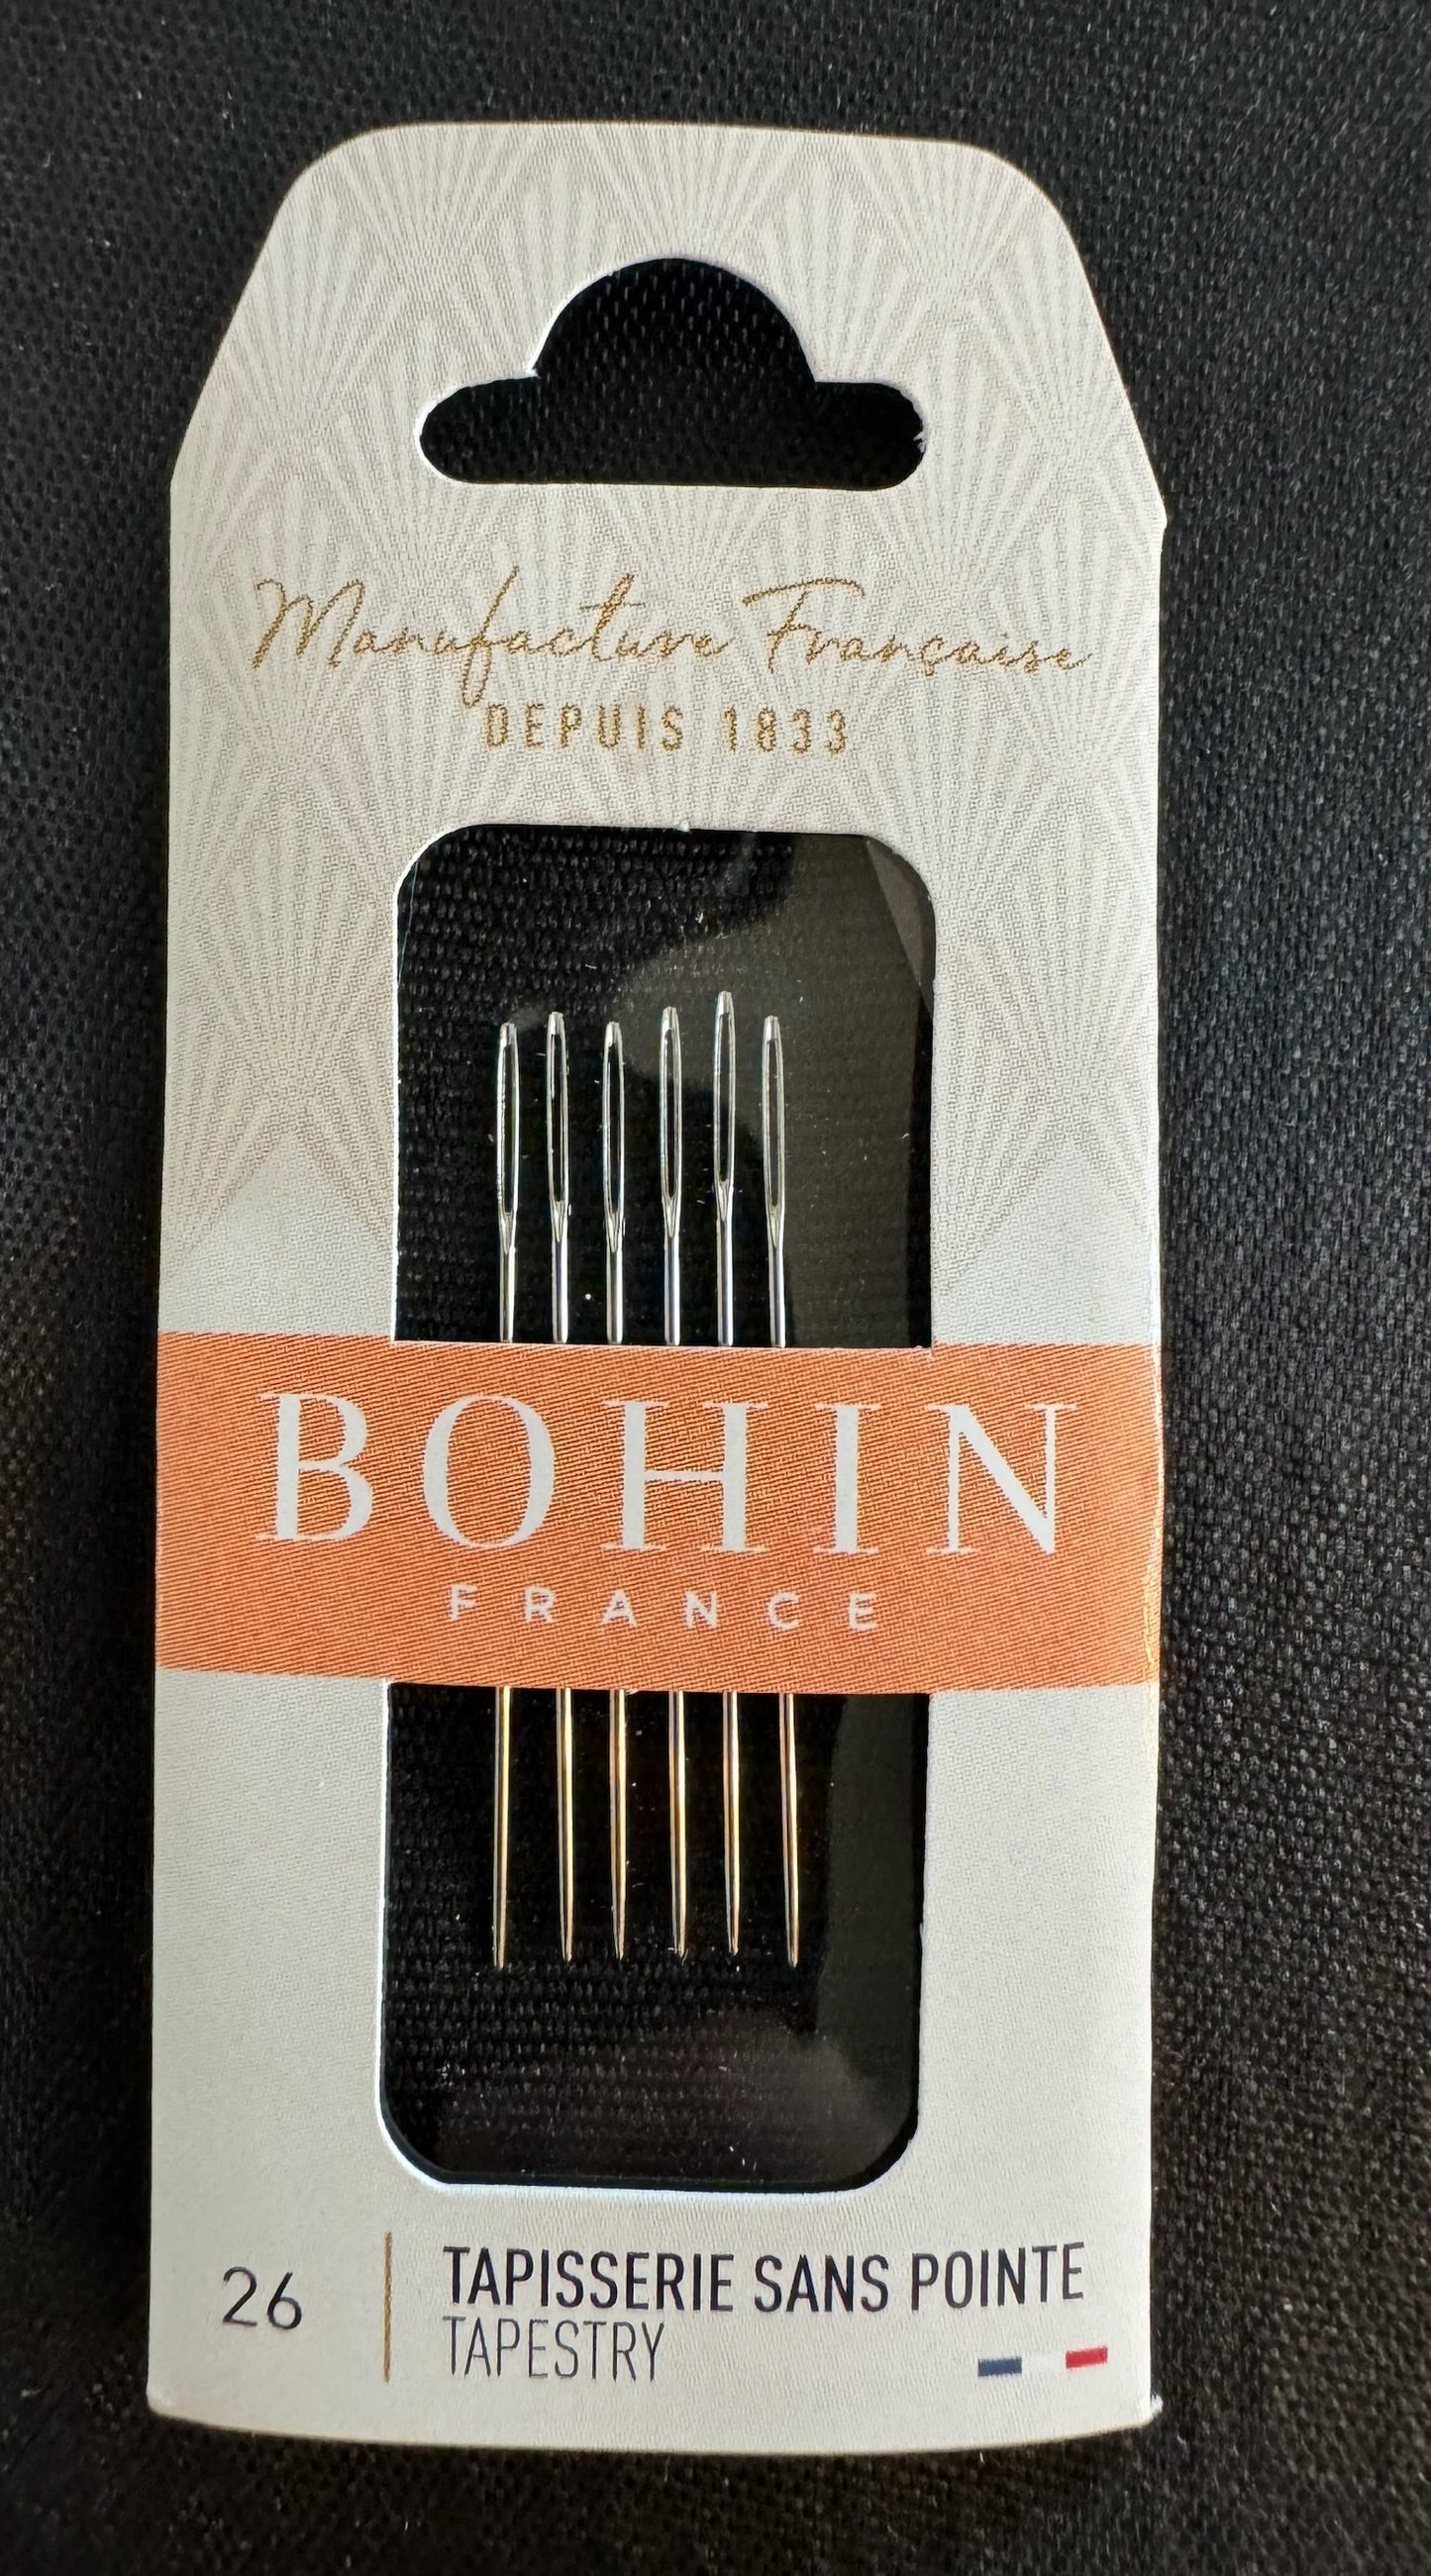 Manufacture Française
DEPUIS 1833
BOHIN
FRANCE
26
TAPISSERIE SANS POINTE
TAPESTRY